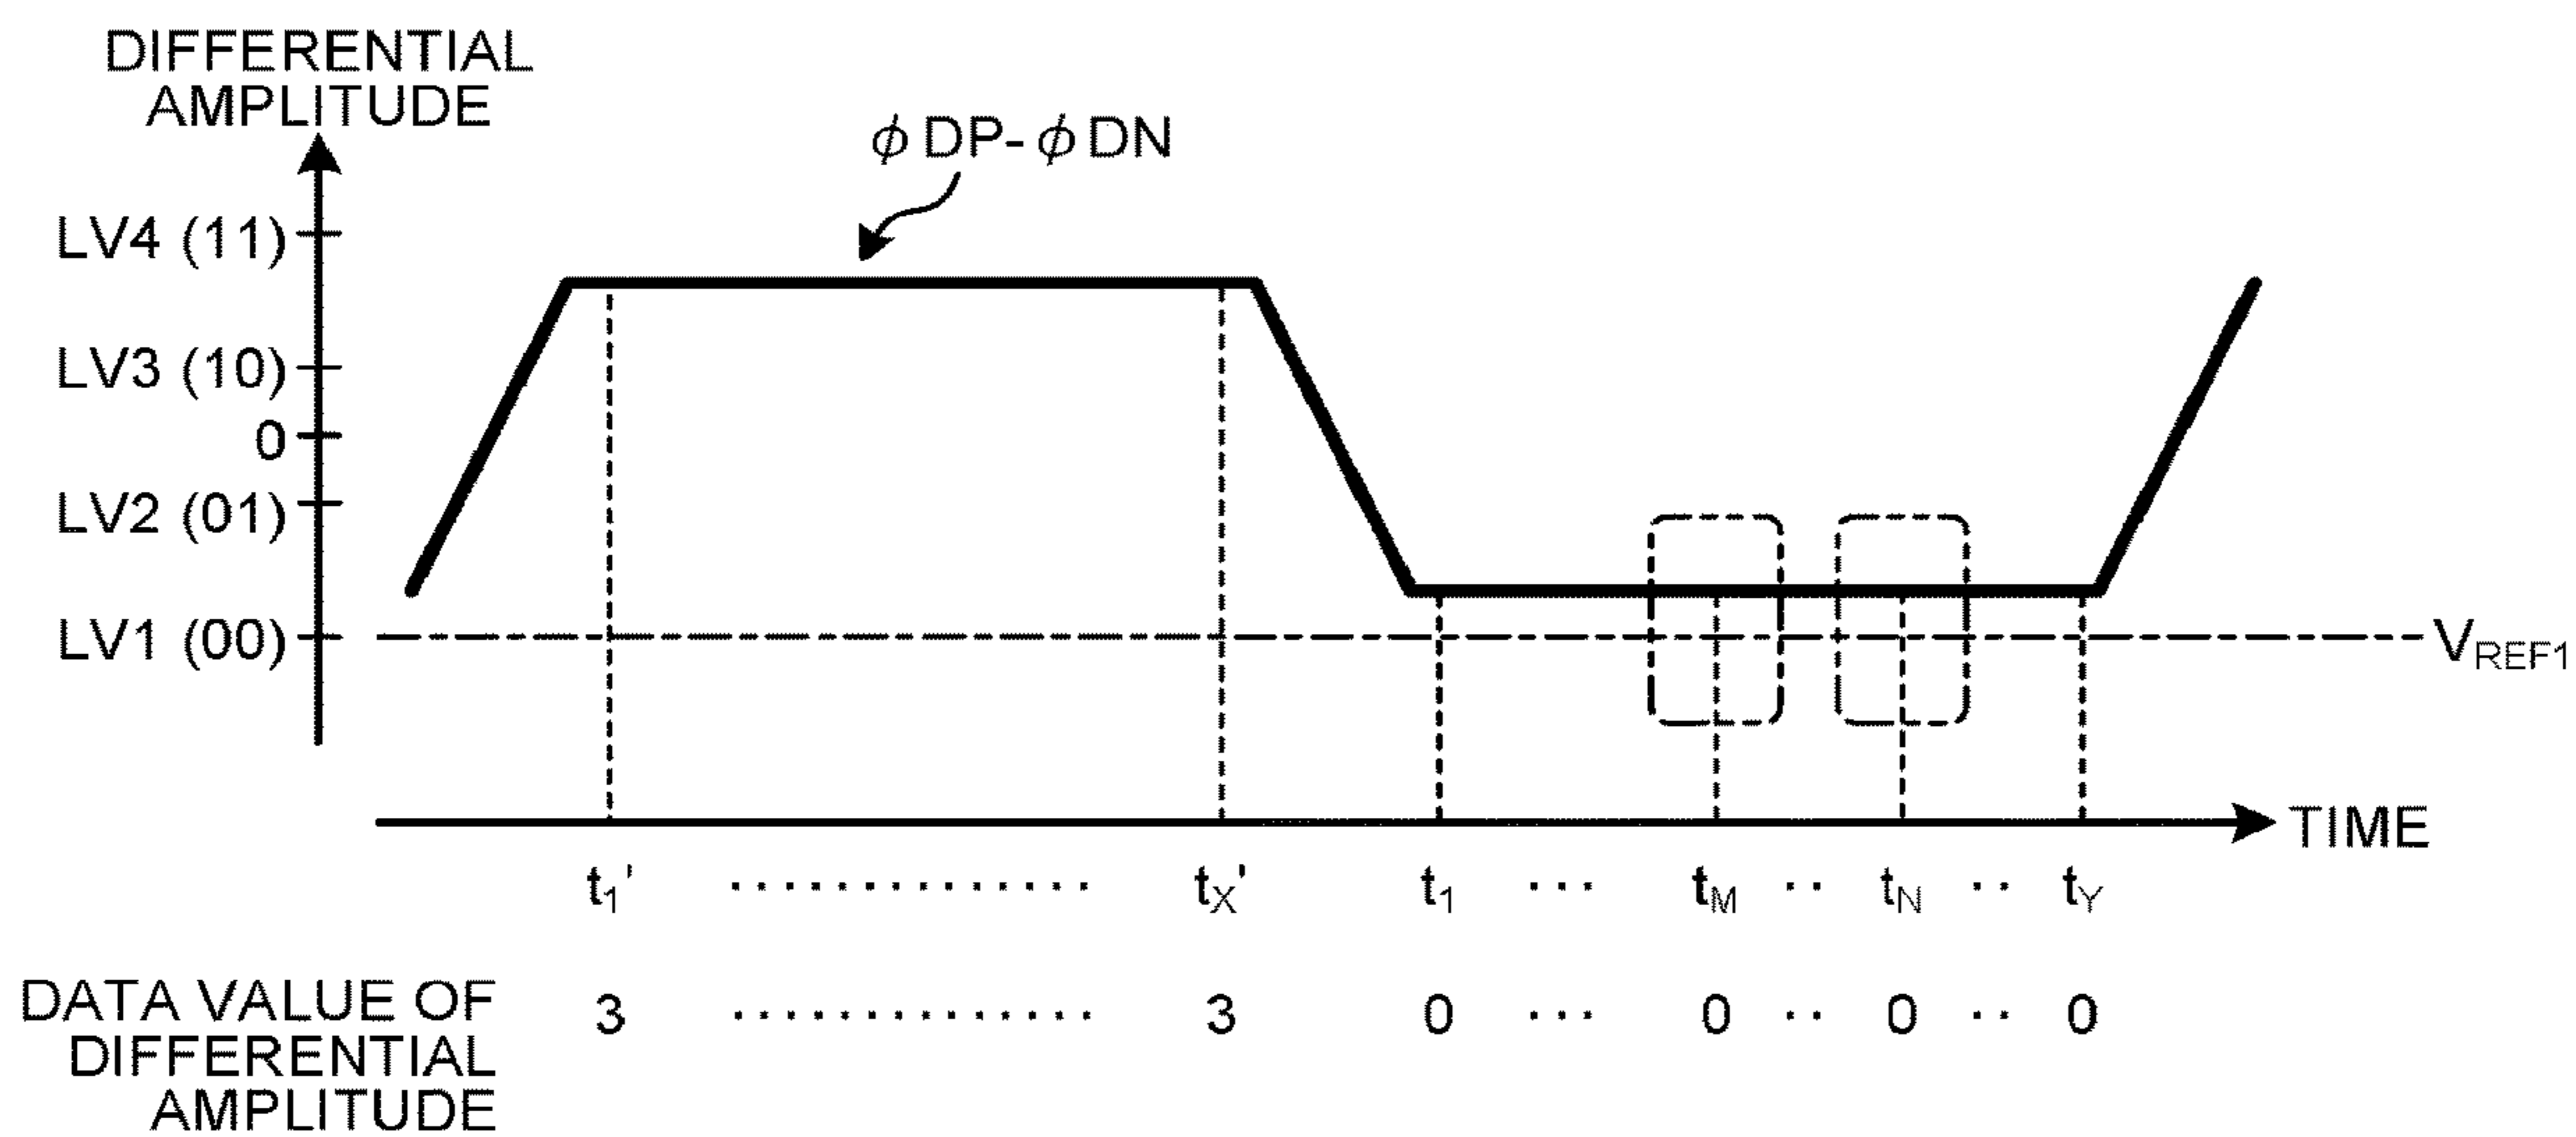 DIFFERENTIAL
AMPLITUDE
ϕDP-ϕDN
LV4 (11)
LV3 (10)
0
LV2 (01)
LV1 (00)
VREF1
TIME
t1' ············· tX' t1 ··· tM ·· tN ·· tY
DATA VALUE OF
DIFFERENTIAL
AMPLITUDE
3 ············· 3 0 ··· 0 ·· 0 ·· 0